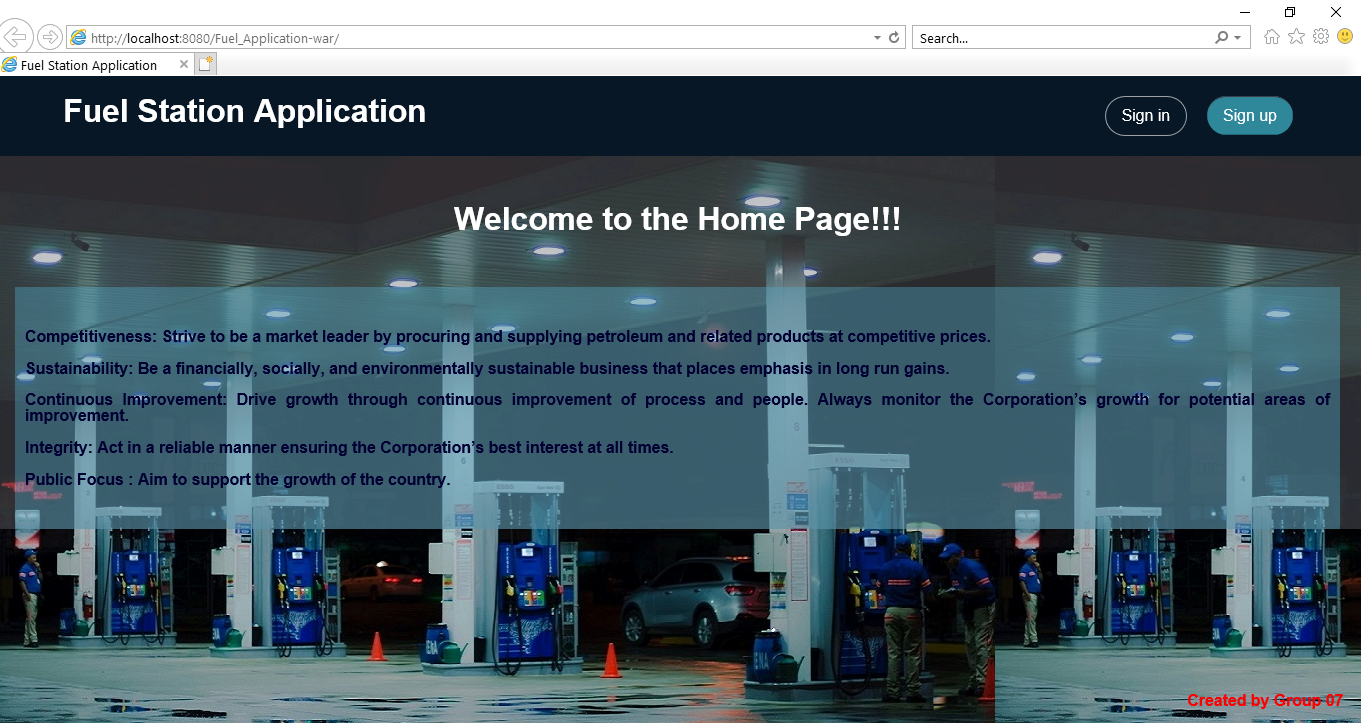 http://localhost:8080/Fuel_Application-war/
Search...
Fuel Station Application
Fuel Station Application
Sign in
Sign up
Welcome to the Home Page!!!
Competitiveness: Strive to be a market leader by procuring and supplying petroleum and related products at competitive prices.
Sustainability: Be a financially, socially, and environmentally sustainable business that places emphasis in long run gains.
Continuous Improvement: Drive growth through continuous improvement of process and people. Always monitor the Corporation’s growth for potential areas of
improvement.
Integrity: Act in a reliable manner ensuring the Corporation’s best interest at all times.
Public Focus : Aim to support the growth of the country.
Created by Group 07